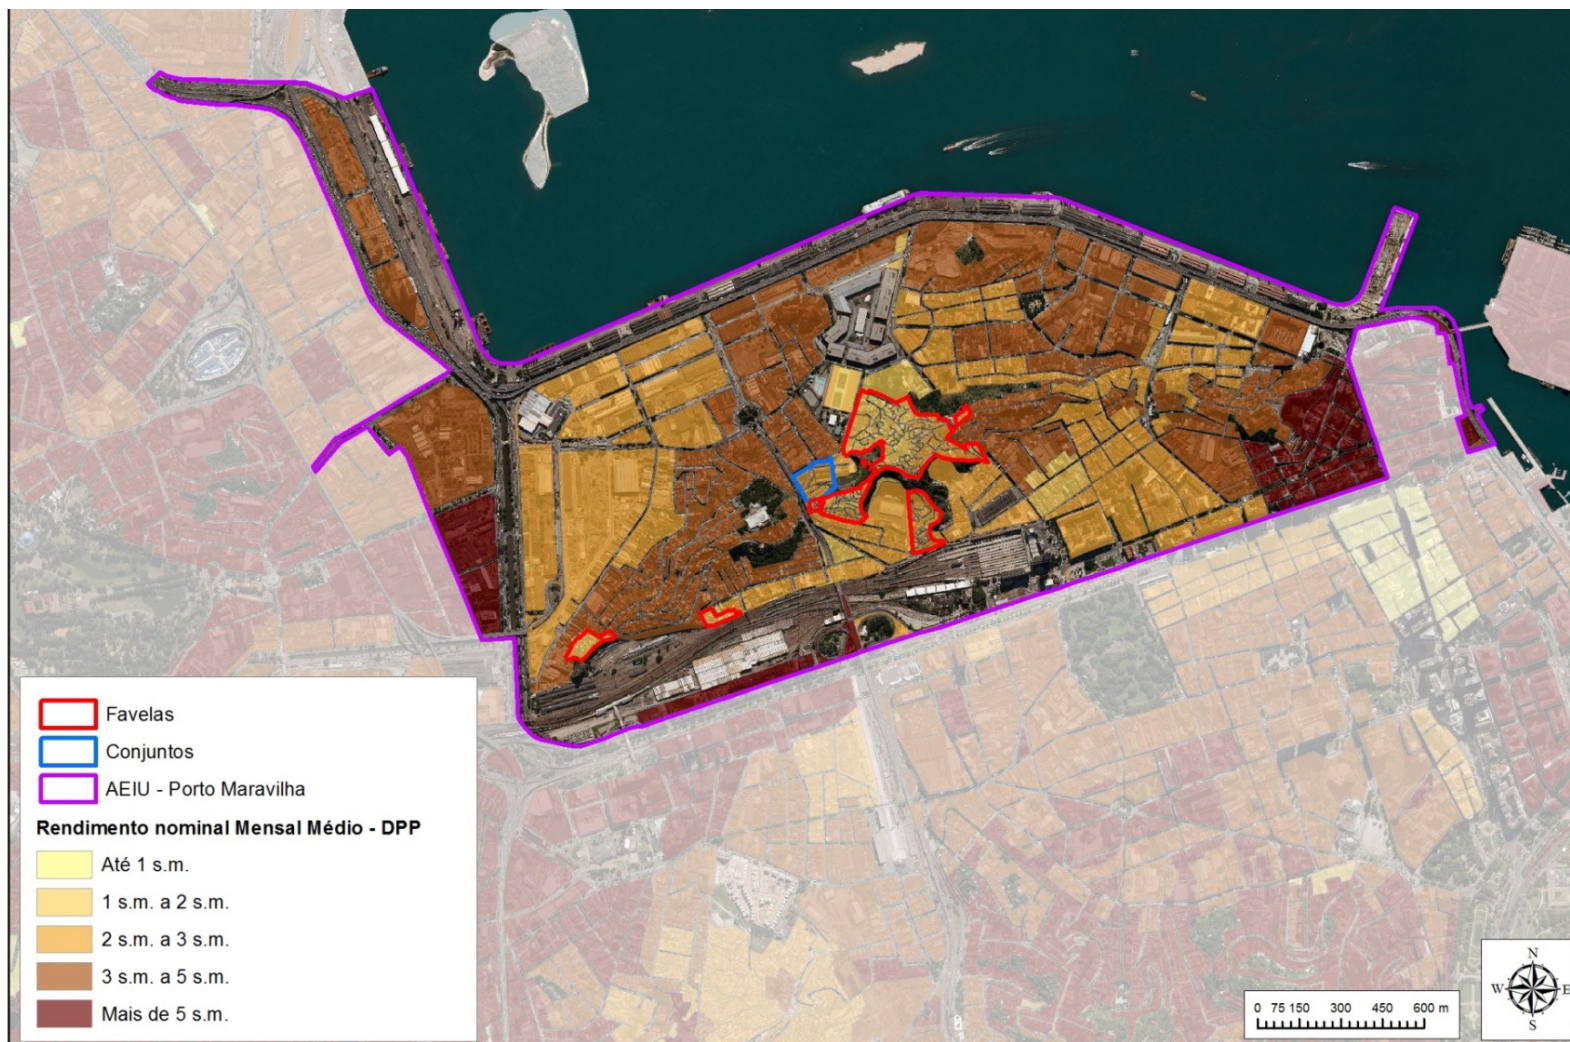 Favelas
Conjuntos
AEIU - Porto Maravilha
Rendimento nominal Mensal Médio - DPP
Até 1 s.m.
1 s.m. a 2 s.m.
2 s.m. a 3 s.m.
3 s.m. a 5 s.m.
Mais de 5 s.m.
0 75 150 300 450 600 m
N
W E
S